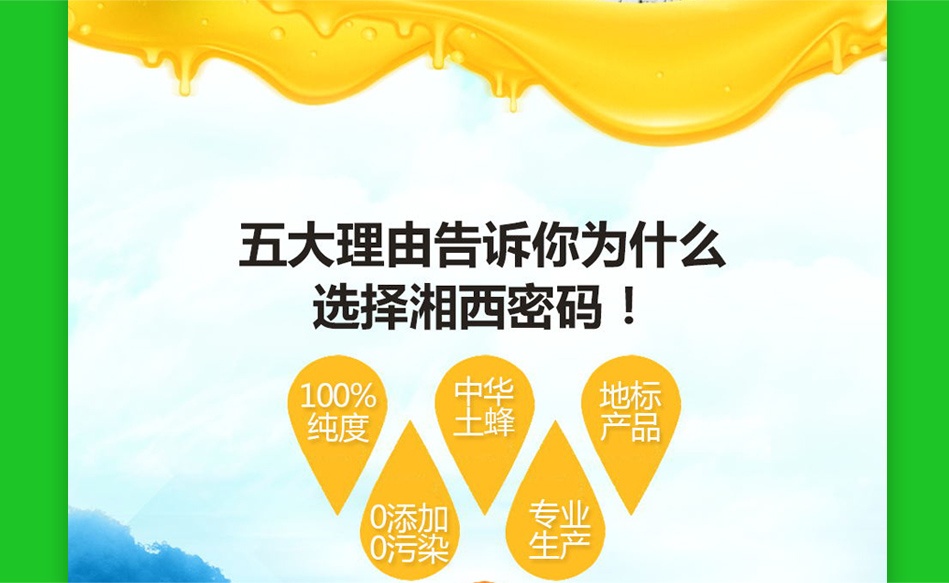 五大理由告诉你为什么
选择湘西密码！
100%
纯度
中华
土蜂
地标
产品
0添加
0污染
专业
生产